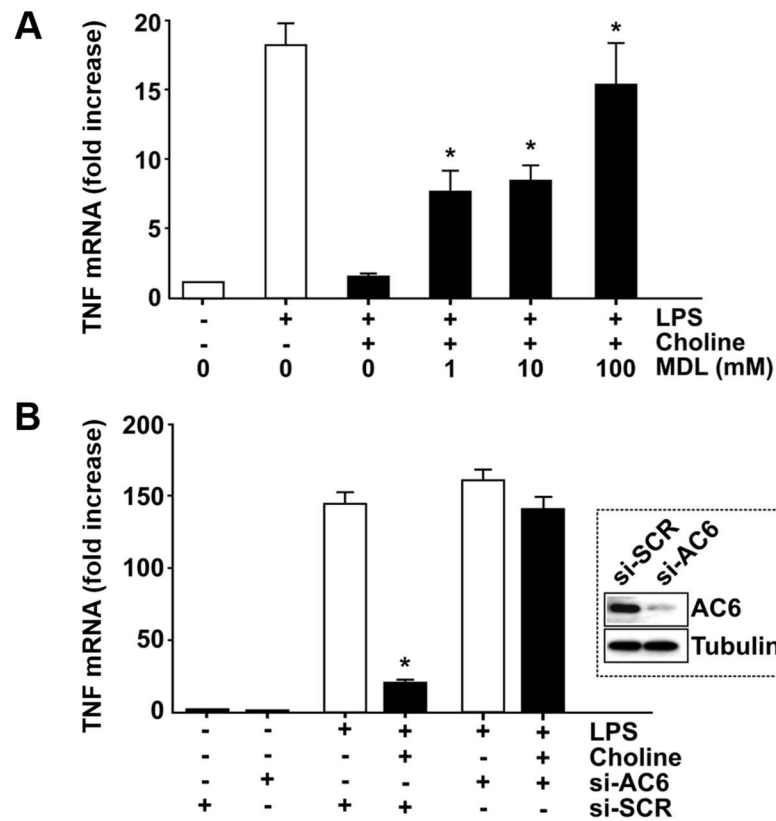 A
TNF mRNA (fold increase)
20
15
10
5
0
* * *
- + + + + + LPS
- - + + + + Choline
0 0 0 1 10 100 MDL (mM)
B
TNF mRNA (fold increase)
200
150
100
50
0
*
- - + + + + LPS
- - - + - + Choline
- + - - + + si-AC6
+ - + + - - si-SCR
si-SCR si-AC6
AC6
Tubulin